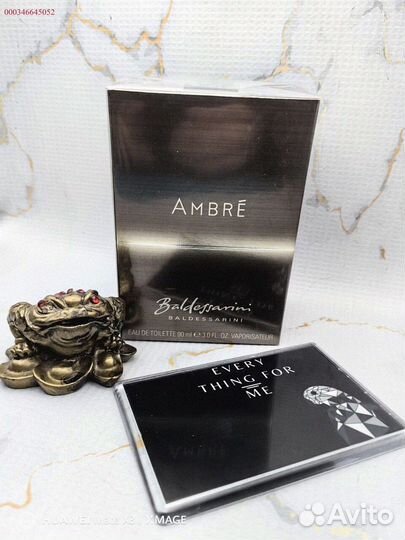 000346645052
AMBRÉ
Baldessarini
BALDESSARINI
EAU DE TOILETTE 90 ml ℮ 3.0 FL. OZ. VAPORISATEUR
EVERY
THING FOR
ME
Avito